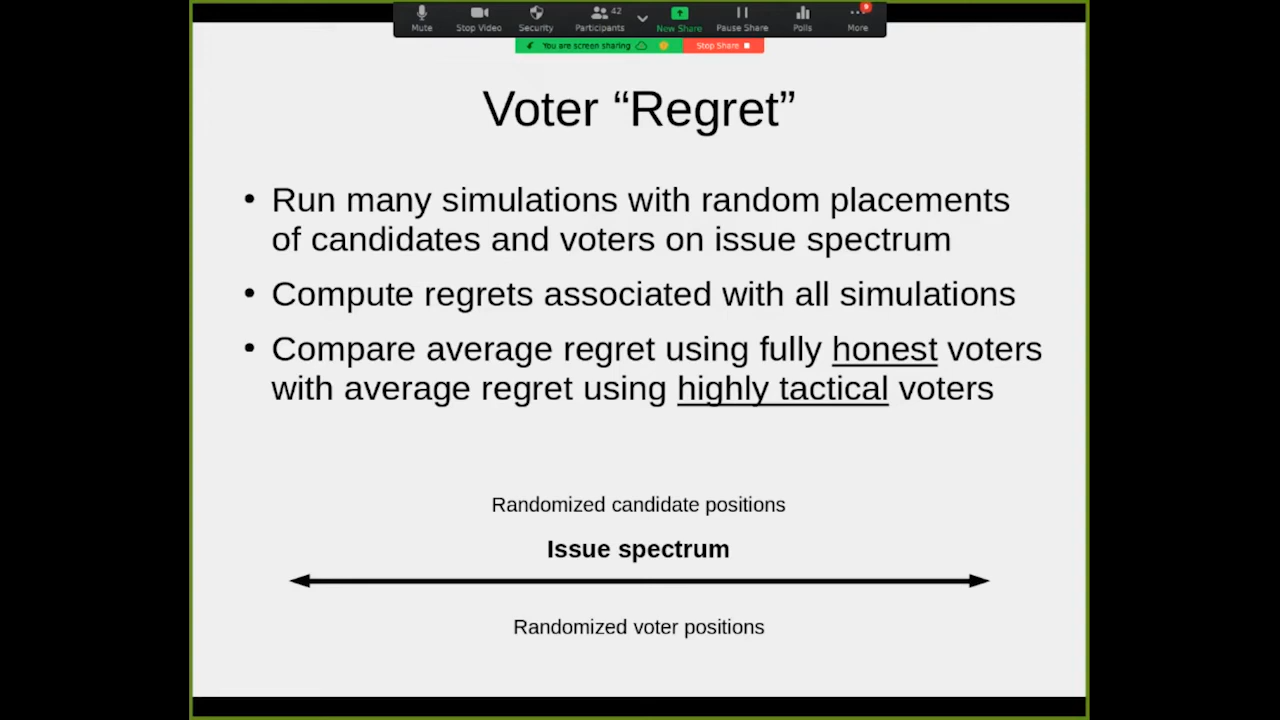 42
9
Mute
Stop Video
Security
Participants
New Share
Pause Share
Polls
More
You are screen sharing
Stop Share
Voter “Regret”
• Run many simulations with random placements
of candidates and voters on issue spectrum
• Compute regrets associated with all simulations
• Compare average regret using fully honest voters
with average regret using highly tactical voters
Randomized candidate positions
Issue spectrum
Randomized voter positions